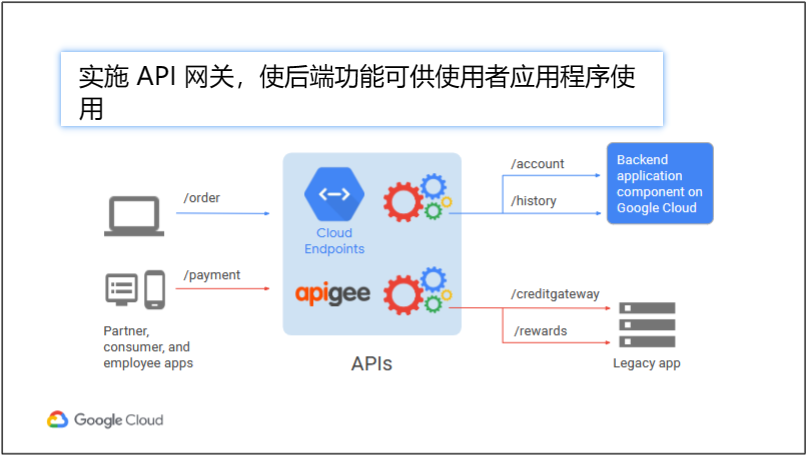 实施 API 网关，使后端功能可供使用者应用程序使
用
/order
/payment
Partner,
consumer, and
employee apps
Cloud
Endpoints
apigee
APIs
/account
/history
Backend
application
component on
Google Cloud
/creditgateway
/rewards
Legacy app
Google Cloud